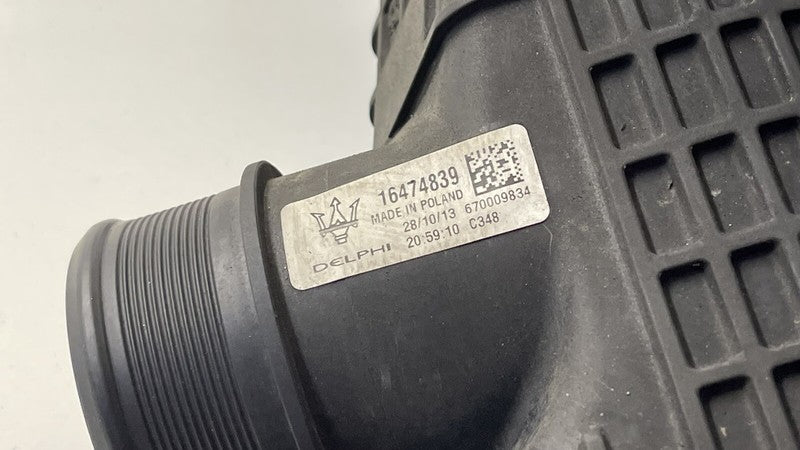 16474839
MADE IN POLAND
28/10/13 670009834
20:59:10 C348
DELPHI